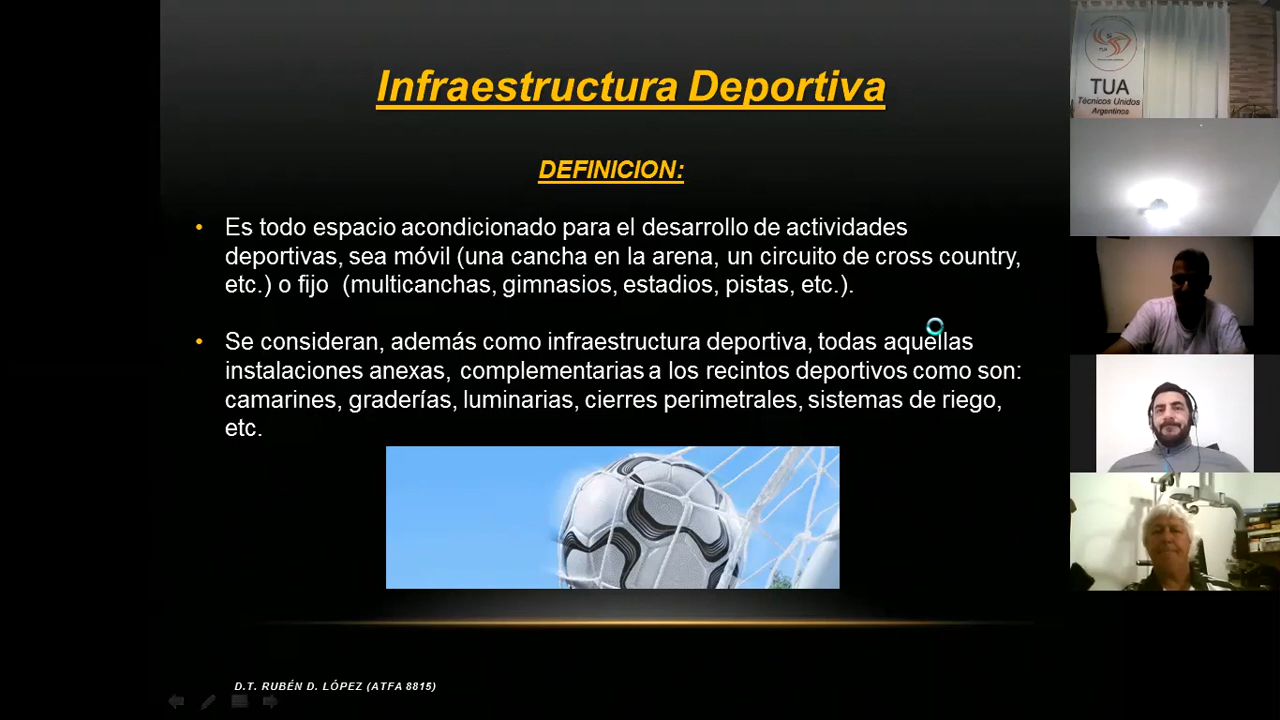 Infraestructura Deportiva
DEFINICION:
• Es todo espacio acondicionado para el desarrollo de actividades
deportivas, sea móvil (una cancha en la arena, un circuito de cross country,
etc.) o fijo (multicanchas, gimnasios, estadios, pistas, etc.).
• Se consideran, además como infraestructura deportiva, todas aquellas
instalaciones anexas, complementarias a los recintos deportivos como son:
camarines, graderías, luminarias, cierres perimetrales, sistemas de riego,
etc.
D.T. RUBÉN D. LÓPEZ (ATFA 8815)
TUA
Técnicos Unidos
Argentinos